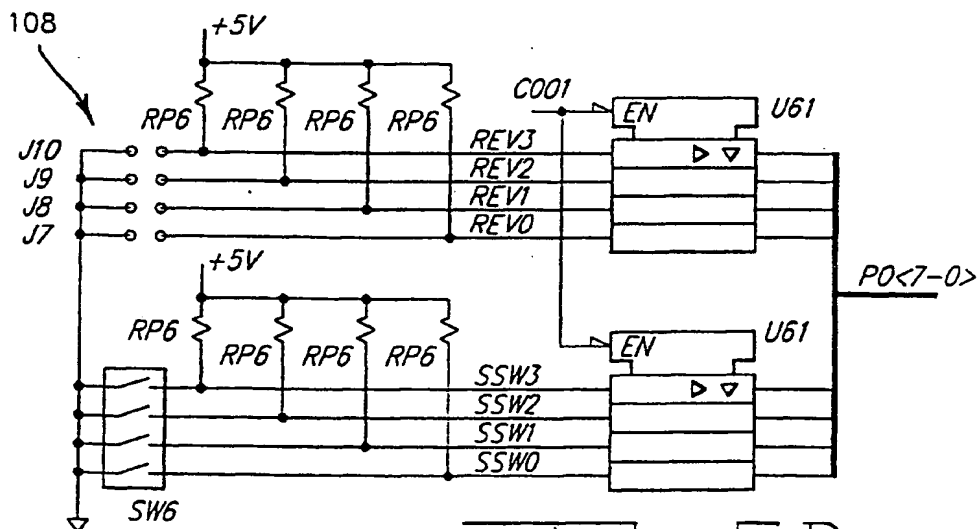 108
+5V
RP6 RP6 RP6 RP6
C001
EN U61
J10 REV3
J9 REV2
J8 REV1
J7 REV0
+5V
P0<7-0>
RP6 RP6 RP6 RP6
EN U61
SSW3
SSW2
SSW1
SSW0
SW6